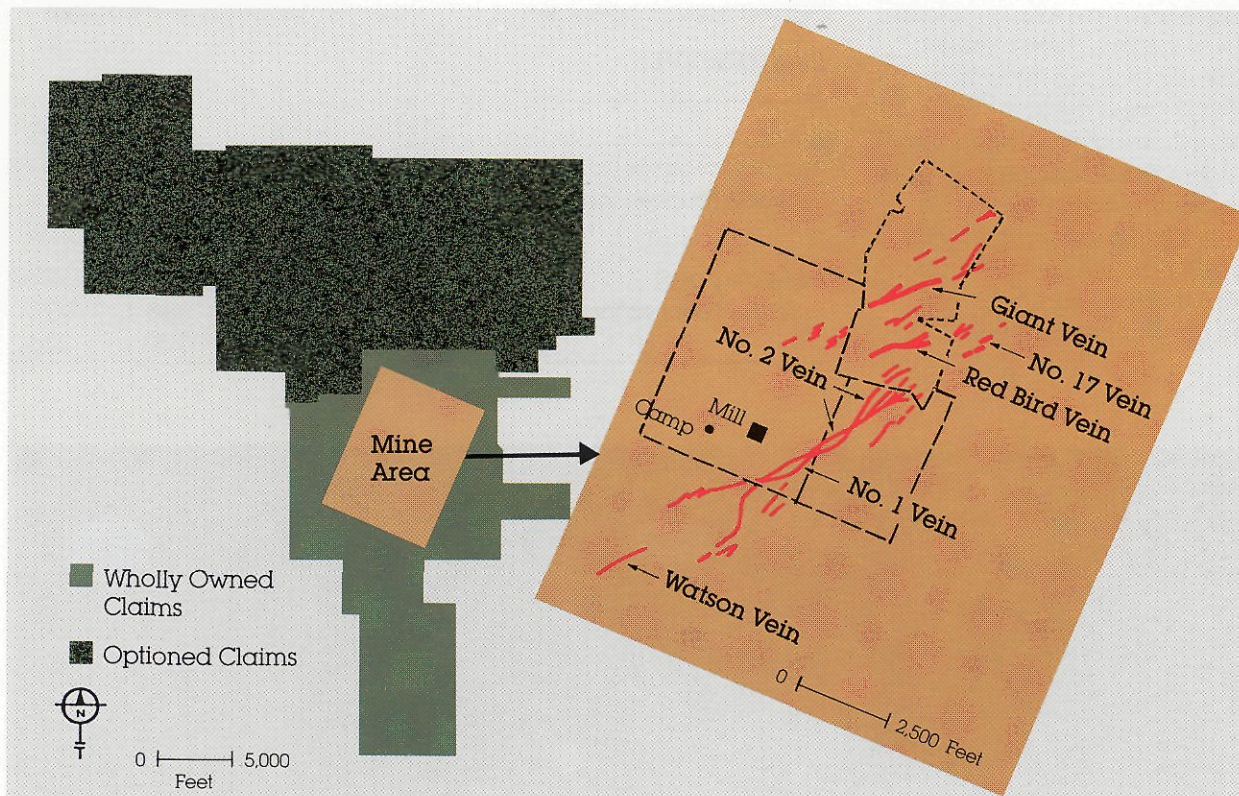 Mine
Area
Wholly Owned
Claims
Optioned Claims
N
0 5,000
Feet
Giant Vein
No. 17 Vein
No. 2 Vein
Red Bird Vein
Mill
Camp
No. 1 Vein
Watson Vein
0 2,500 Feet